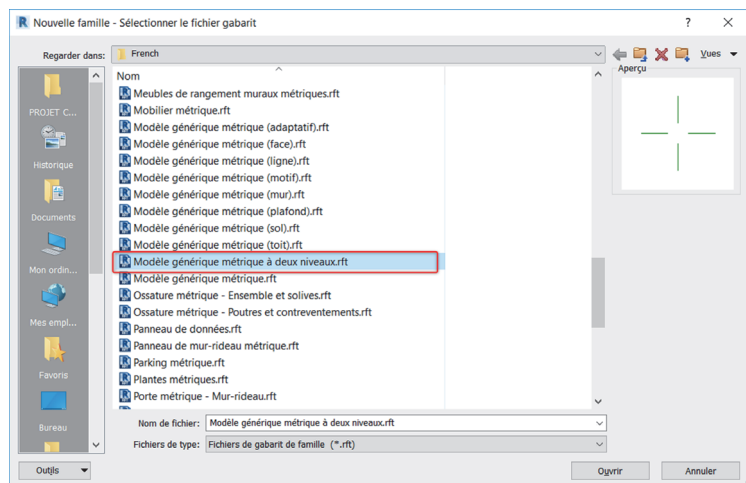 Nouvelle famille - Sélectionner le fichier gabarit
Regarder dans:
French
Vues
Nom
Aperçu
Meubles de rangement muraux métriques.rft
Mobilier métrique.rft
Modèle générique métrique (adaptatif).rft
Modèle générique métrique (face).rft
Modèle générique métrique (ligne).rft
Modèle générique métrique (motif).rft
Modèle générique métrique (mur).rft
Modèle générique métrique (plafond).rft
Modèle générique métrique (sol).rft
Modèle générique métrique (toit).rft
Modèle générique métrique à deux niveaux.rft
Modèle générique métrique.rft
Ossature métrique - Ensemble et solives.rft
Ossature métrique - Poutres et contreventements.rft
Panneau de données.rft
Panneau de mur-rideau métrique.rft
Parking métrique.rft
Plantes métriques.rft
Porte métrique - Mur-rideau.rft
PROJET C...
Historique
Documents
Mon ordin...
Mes empl...
Favoris
Bureau
Nom de fichier:
Modèle générique métrique à deux niveaux.rft
Fichiers de type:
Fichiers de gabarit de famille (*.rft)
Outils
Ouvrir
Annuler